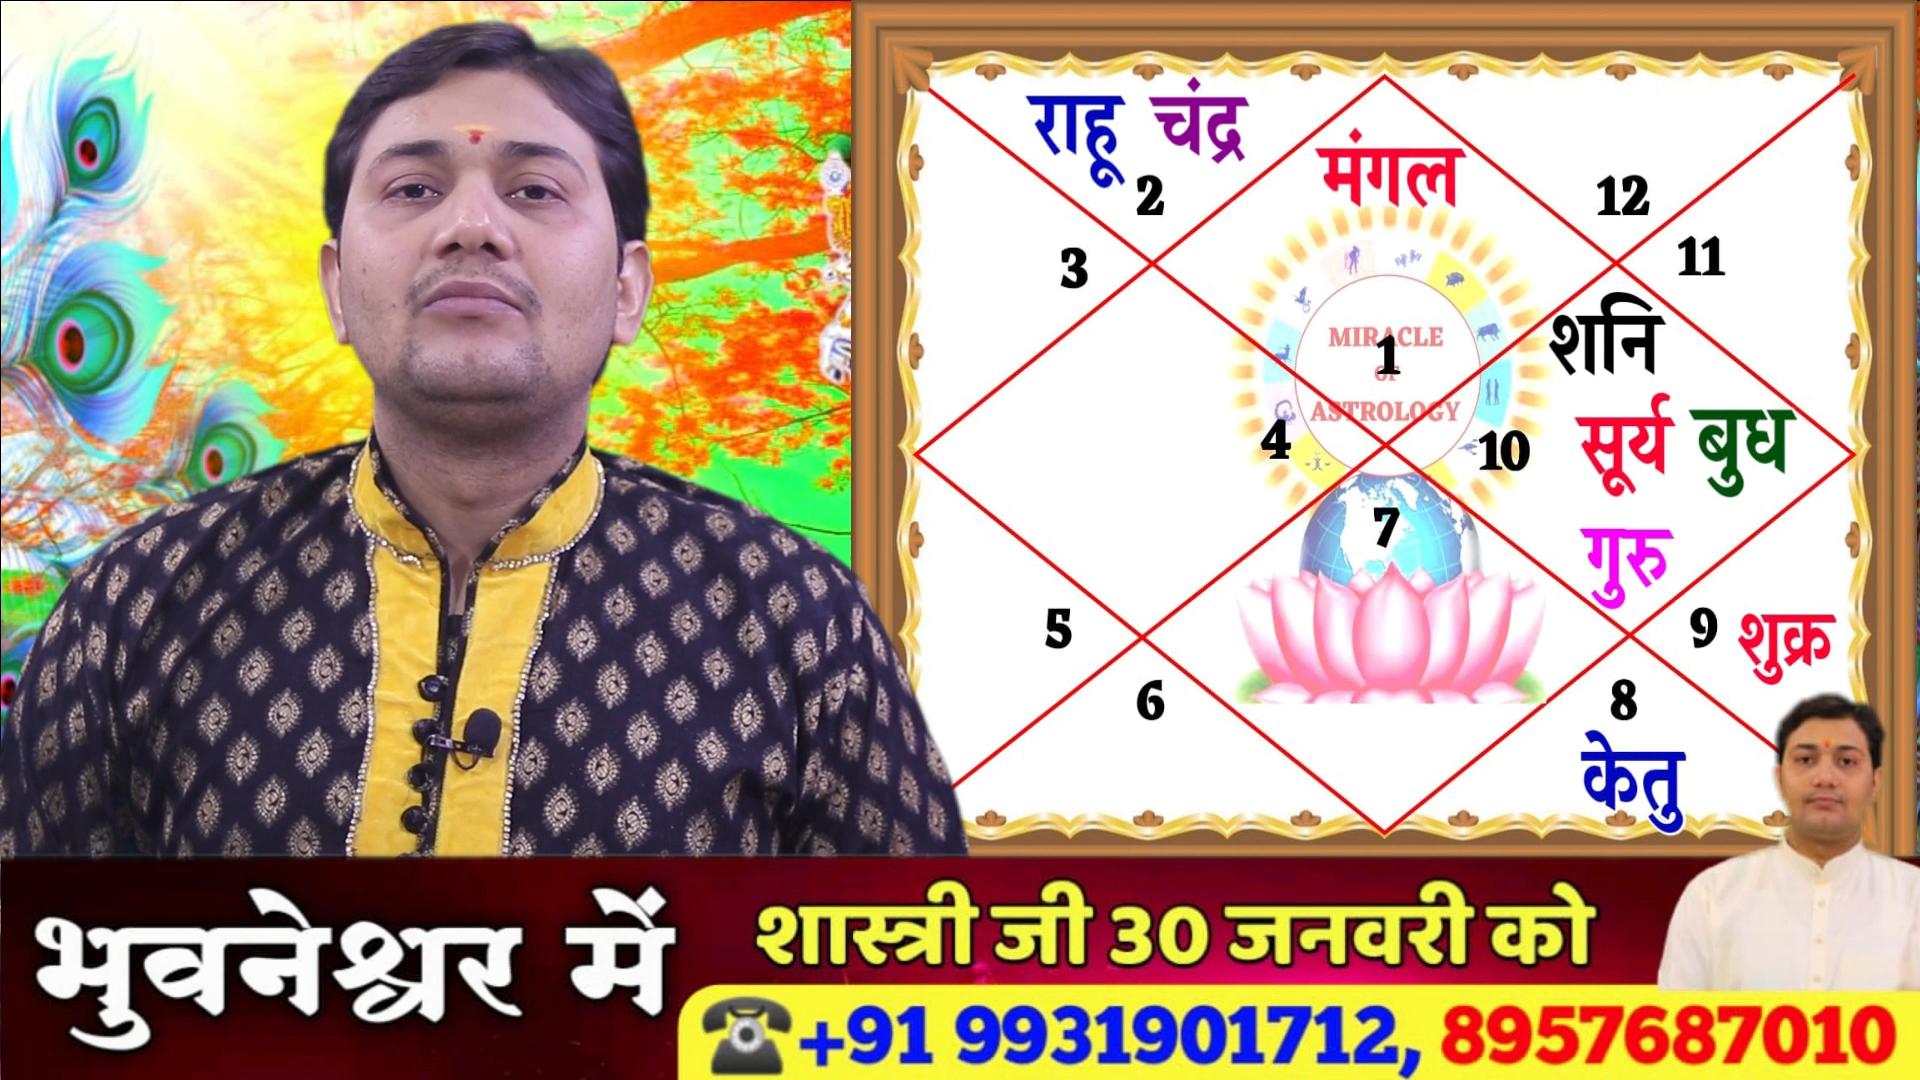 राहू चंद्र
मंगल
2
12
3
11
शनि
MIRACLE
1
OF
ASTROLOGY
सूर्य बुध
4
10
7
गुरु
5
9 शुक्र
6
8
केतु
भुवनेश्वर में
शास्त्री जी 30 जनवरी को
+91 9931901712, 8957687010